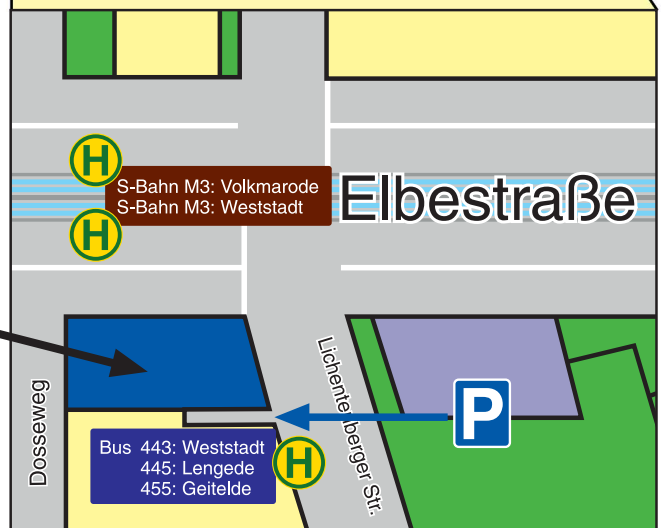 H
S-Bahn M3: Volkmarode
S-Bahn M3: Weststadt
H
Elbestraße
Dosseweg
Lichtenberger Str.
P
Bus 443: Weststadt
445: Lengede
455: Geitelde
H